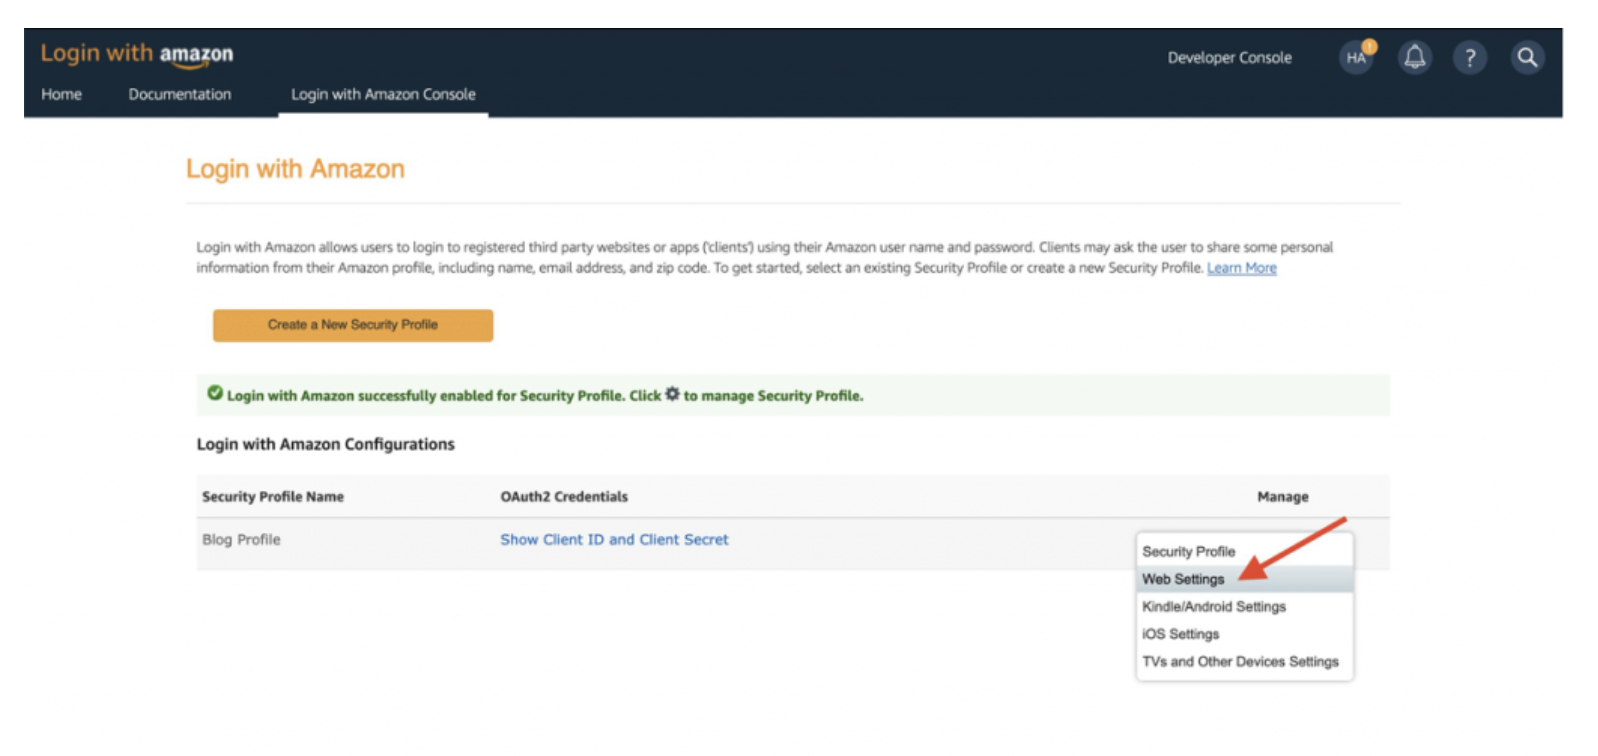 Login with amazon
Developer Console
HA
!
?
Home
Documentation
Login with Amazon Console
Login with Amazon
Login with Amazon allows users to login to registered third party websites or apps ('clients') using their Amazon user name and password. Clients may ask the user to share some personal
information from their Amazon profile, including name, email address, and zip code. To get started, select an existing Security Profile or create a new Security Profile. Learn More
Create a New Security Profile
Login with Amazon successfully enabled for Security Profile. Click to manage Security Profile.
Login with Amazon Configurations
Security Profile Name
OAuth2 Credentials
Manage
Blog Profile
Show Client ID and Client Secret
Security Profile
Web Settings
Kindle/Android Settings
iOS Settings
TVs and Other Devices Settings